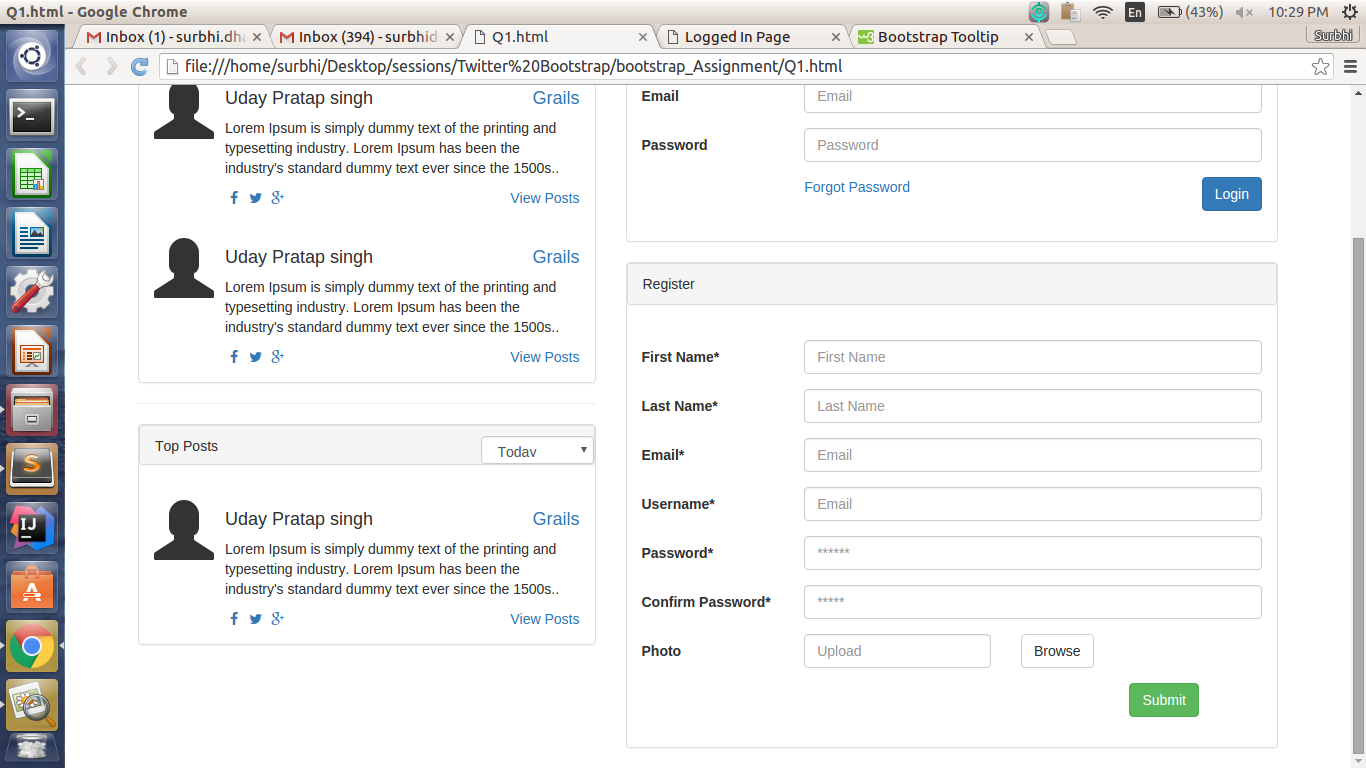 Q1.html - Google Chrome
En
(43%)
10:29 PM
Inbox (1) - surbhi.dh
Inbox (394) - surbhid
Q1.html
Logged In Page
w3
Bootstrap Tooltip
Surbhi
file:///home/surbhi/Desktop/sessions/Twitter%20Bootstrap/bootstrap_Assignment/Q1.html
Uday Pratap singh
Grails
Lorem Ipsum is simply dummy text of the printing and
typesetting industry. Lorem Ipsum has been the
industry's standard dummy text ever since the 1500s..
View Posts
Uday Pratap singh
Grails
Lorem Ipsum is simply dummy text of the printing and
typesetting industry. Lorem Ipsum has been the
industry's standard dummy text ever since the 1500s..
View Posts
Top Posts
Today
Uday Pratap singh
Grails
Lorem Ipsum is simply dummy text of the printing and
typesetting industry. Lorem Ipsum has been the
industry's standard dummy text ever since the 1500s..
View Posts
Email
Email
Password
Password
Forgot Password
Login
Register
First Name*
First Name
Last Name*
Last Name
Email*
Email
Username*
Email
Password*
******
Confirm Password*
*****
Photo
Upload
Browse
Submit